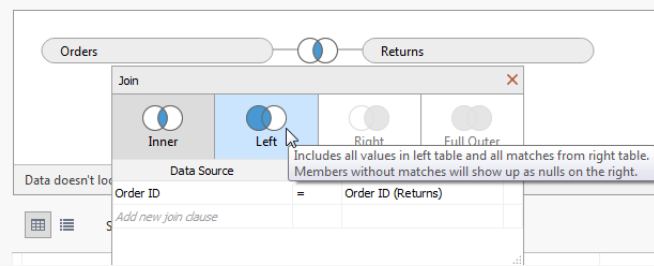 Orders
Returns
Join
Inner
Left
Right
Full Outer
Includes all values in left table and all matches from right table.
Members without matches will show up as nulls on the right.
Data Source
Data doesn't
Order ID
=
Order ID (Returns)
Add new join clause